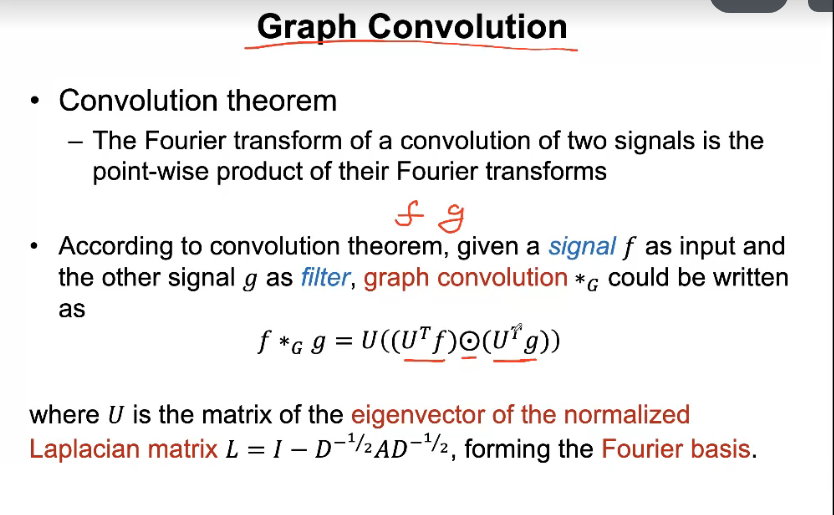 Graph Convolution
• Convolution theorem
– The Fourier transform of a convolution of two signals is the
point-wise product of their Fourier transforms
f g
• According to convolution theorem, given a signal f as input and
the other signal g as filter, graph convolution *G could be written
as
f *G g = U((Uᵀf)⊙(Uᵀg))
where U is the matrix of the eigenvector of the normalized
Laplacian matrix L = I − D^−1/2 AD^−1/2, forming the Fourier basis.